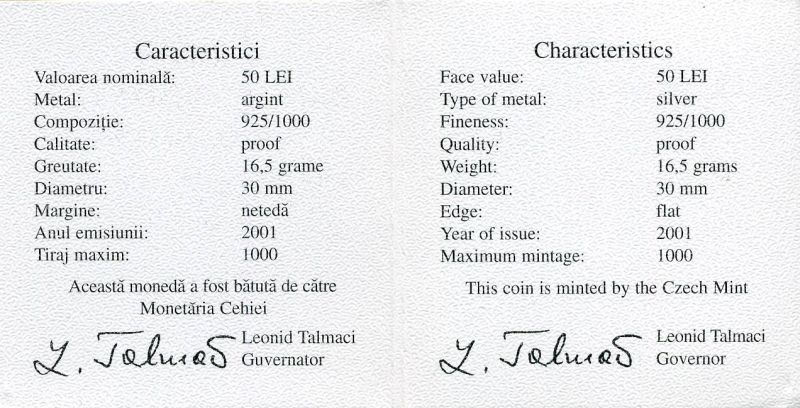 Caracteristici
Valoarea nominală: 50 LEI
Metal: argint
Compoziție: 925/1000
Calitate: proof
Greutate: 16,5 grame
Diametru: 30 mm
Margine: netedă
Anul emisiunii: 2001
Tiraj maxim: 1000
Această monedă a fost bătută de către
Monetăria Cehiei
L. Talmaci
Leonid Talmaci
Guvernator
Characteristics
Face value: 50 LEI
Type of metal: silver
Fineness: 925/1000
Quality: proof
Weight: 16,5 grams
Diameter: 30 mm
Edge: flat
Year of issue: 2001
Maximum mintage: 1000
This coin is minted by the Czech Mint
L. Talmaci
Leonid Talmaci
Governor